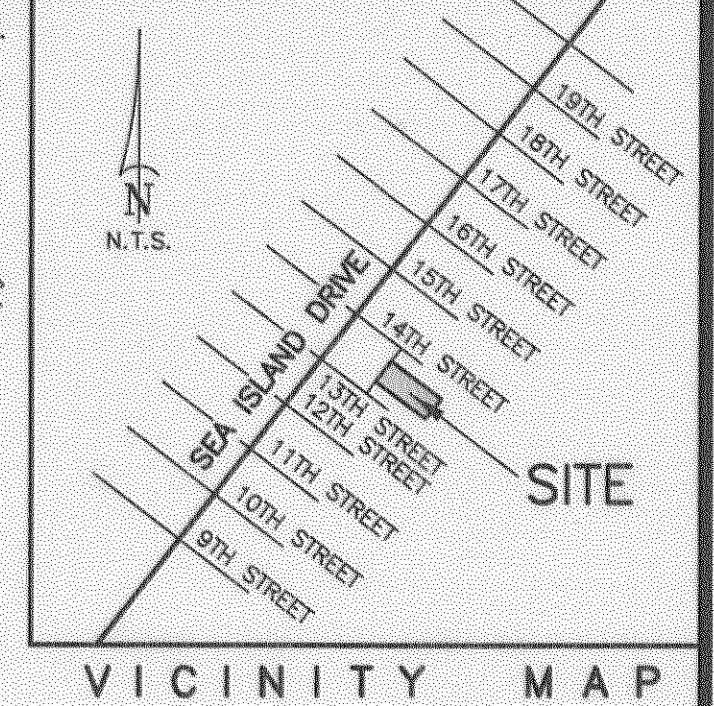 19TH STREET
18TH STREET
17TH STREET
16TH STREET
15TH STREET
14TH STREET
13TH STREET
12TH STREET
11TH STREET
10TH STREET
9TH STREET
SEA ISLAND DRIVE
N
N.T.S.
SITE
VICINITY MAP